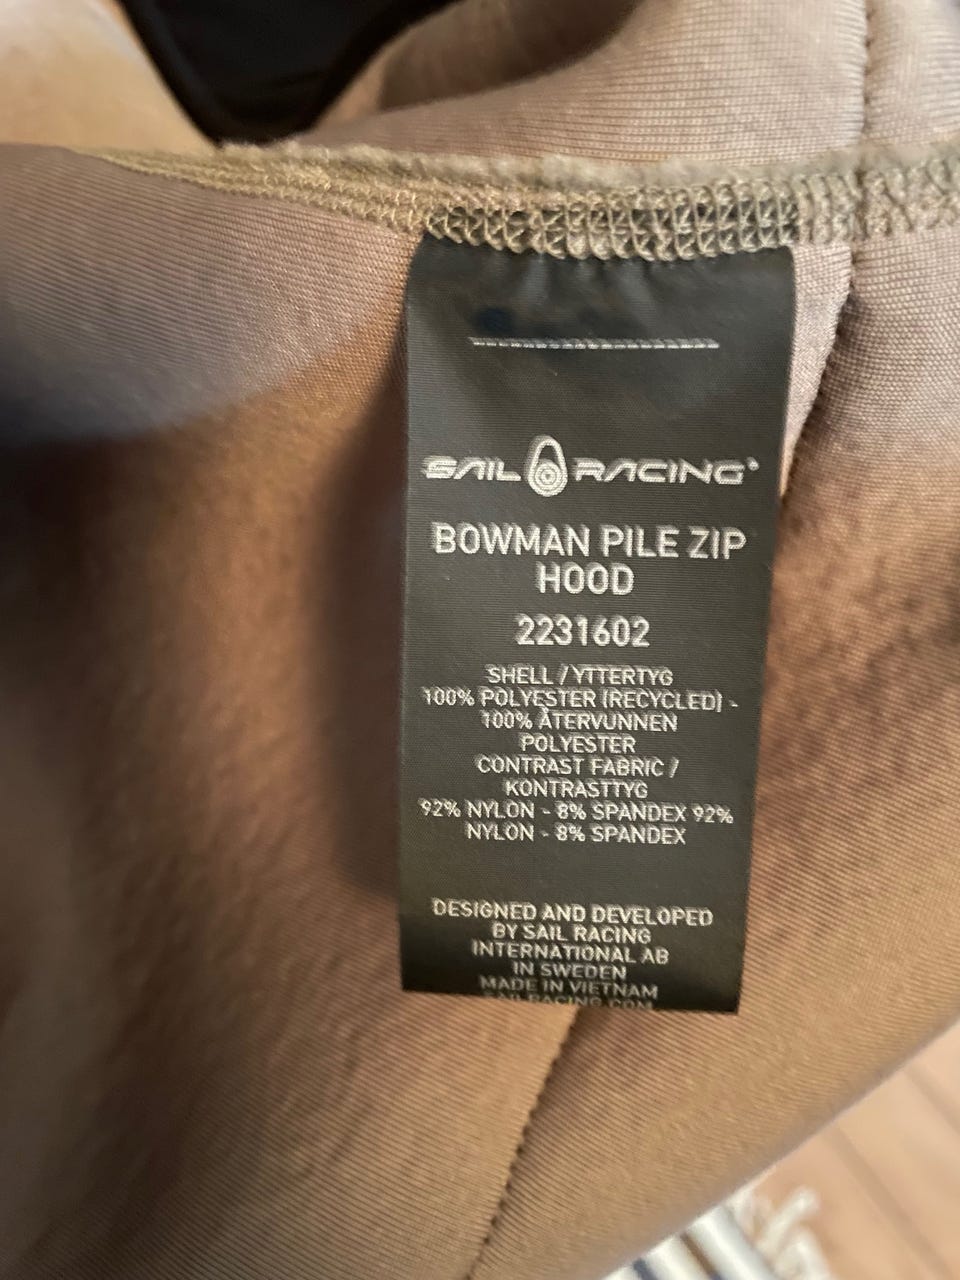 SAIL RACING®
BOWMAN PILE ZIP
HOOD
2231602
SHELL / YTTERTYG
100% POLYESTER (RECYCLED) -
100% ÅTERVUNNEN
POLYESTER
CONTRAST FABRIC /
KONTRASTTYG
92% NYLON - 8% SPANDEX 92%
NYLON - 8% SPANDEX
DESIGNED AND DEVELOPED
BY SAIL RACING
INTERNATIONAL AB
IN SWEDEN
MADE IN VIETNAM
SAILRACING.COM